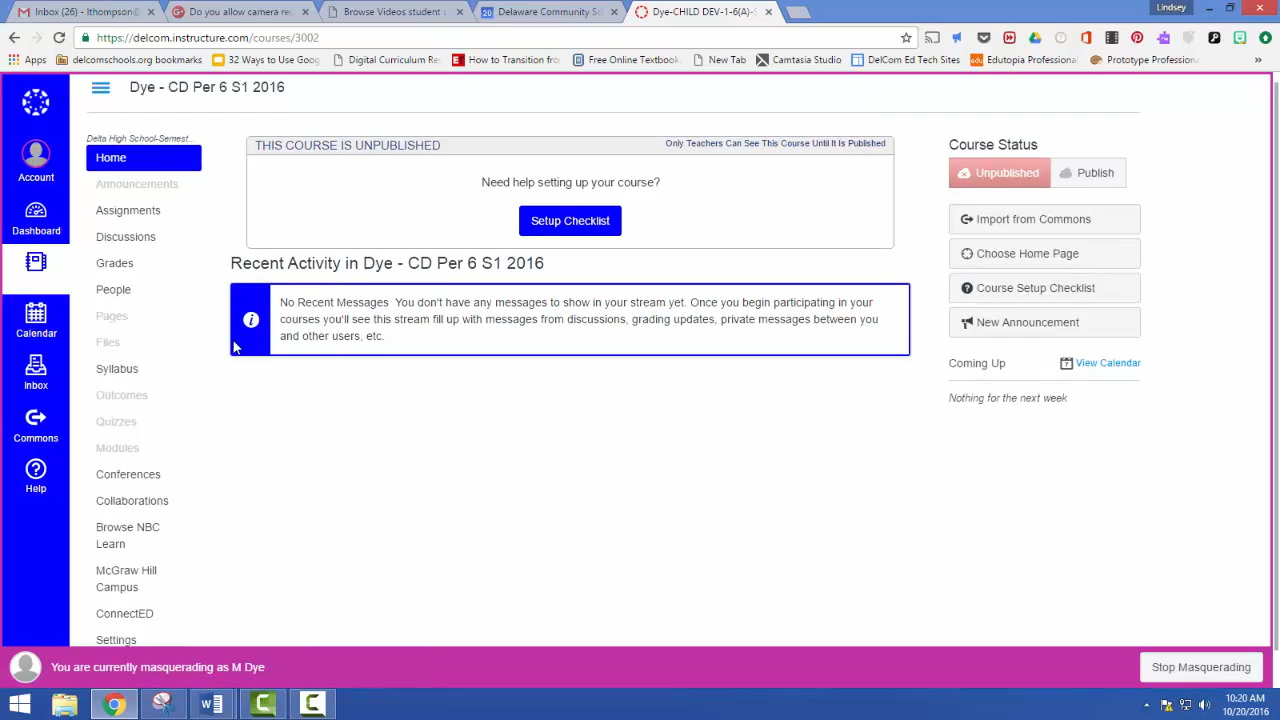 Inbox (26) - lthompson@
Do you allow camera rec
Browse Videos student s
Delaware Community Sc
Dye-CHILD DEV-1-6(A)-S
Lindsey
https://delcom.instructure.com/courses/3002
Apps
delcomschools.org bookmarks
32 Ways to Use Goog
Digital Curriculum Re
How to Transition fro
Free Online Textbook
New Tab
Camtasia Studio
DelCom Ed Tech Sites
Edutopia Professional
Prototype Professiona
Dye - CD Per 6 S1 2016
Delta High School-Semest...
Home
Announcements
Assignments
Discussions
Grades
People
Pages
Files
Syllabus
Outcomes
Quizzes
Modules
Conferences
Collaborations
Browse NBC
Learn
McGraw Hill
Campus
ConnectED
Settings
Account
Dashboard
Calendar
Inbox
Commons
Help
THIS COURSE IS UNPUBLISHED
Only Teachers Can See This Course Until It Is Published
Need help setting up your course?
Setup Checklist
Recent Activity in Dye - CD Per 6 S1 2016
No Recent Messages You don't have any messages to show in your stream yet. Once you begin participating in your
courses you'll see this stream fill up with messages from discussions, grading updates, private messages between you
and other users, etc.
Course Status
Unpublished
Publish
Import from Commons
Choose Home Page
Course Setup Checklist
New Announcement
Coming Up
View Calendar
Nothing for the next week
You are currently masquerading as M Dye
Stop Masquerading
10:20 AM
10/20/2016